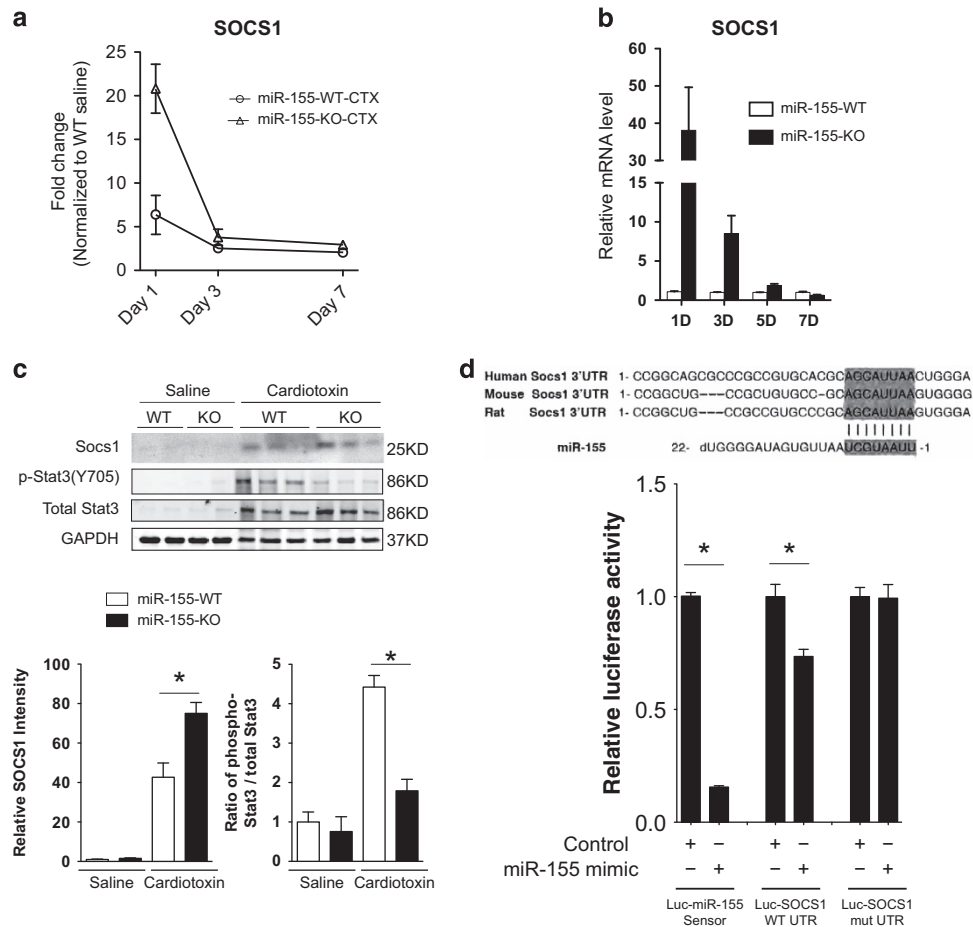 a
SOCS1
Fold change
(Normalized to WT saline)
25
20
15
10
5
0
miR-155-WT-CTX
miR-155-KO-CTX
Day 1
Day 3
Day 7
b
SOCS1
Relative mRNA level
60
50
40
30
15
10
5
0
miR-155-WT
miR-155-KO
1D 3D 5D 7D
c
Saline Cardiotoxin
WT KO WT KO
Socs1 25KD
p-Stat3(Y705) 86KD
Total Stat3 86KD
GAPDH 37KD
miR-155-WT
miR-155-KO
Relative SOCS1 Intensity
100
80
60
40
20
0
*
Saline Cardiotoxin
Ratio of phospho-
Stat3 / total Stat3
5
4
3
2
1
0
*
Saline Cardiotoxin
d
Human Socs1 3'UTR 1- CCGGCAGCGCCCGCCGUGCACGCAGCAUUAACUGGGA
Mouse Socs1 3'UTR 1- CCGGCUG---CCGCUGUGCC-GCAGCAUUAAGUGGGG
Rat Socs1 3'UTR 1- CCGGCUG---CCGCCGUGCCCGCAGCAUUAAGUGGGA
miR-155 22- dUGGGGAUAGUGUUAAUCGUAAUU -1
Relative luciferase activity
1.5
1.0
0.5
0.0
* *
Control + − + − + −
miR-155 mimic − + − + − +
Luc-miR-155
Sensor
Luc-SOCS1
WT UTR
Luc-SOCS1
mut UTR